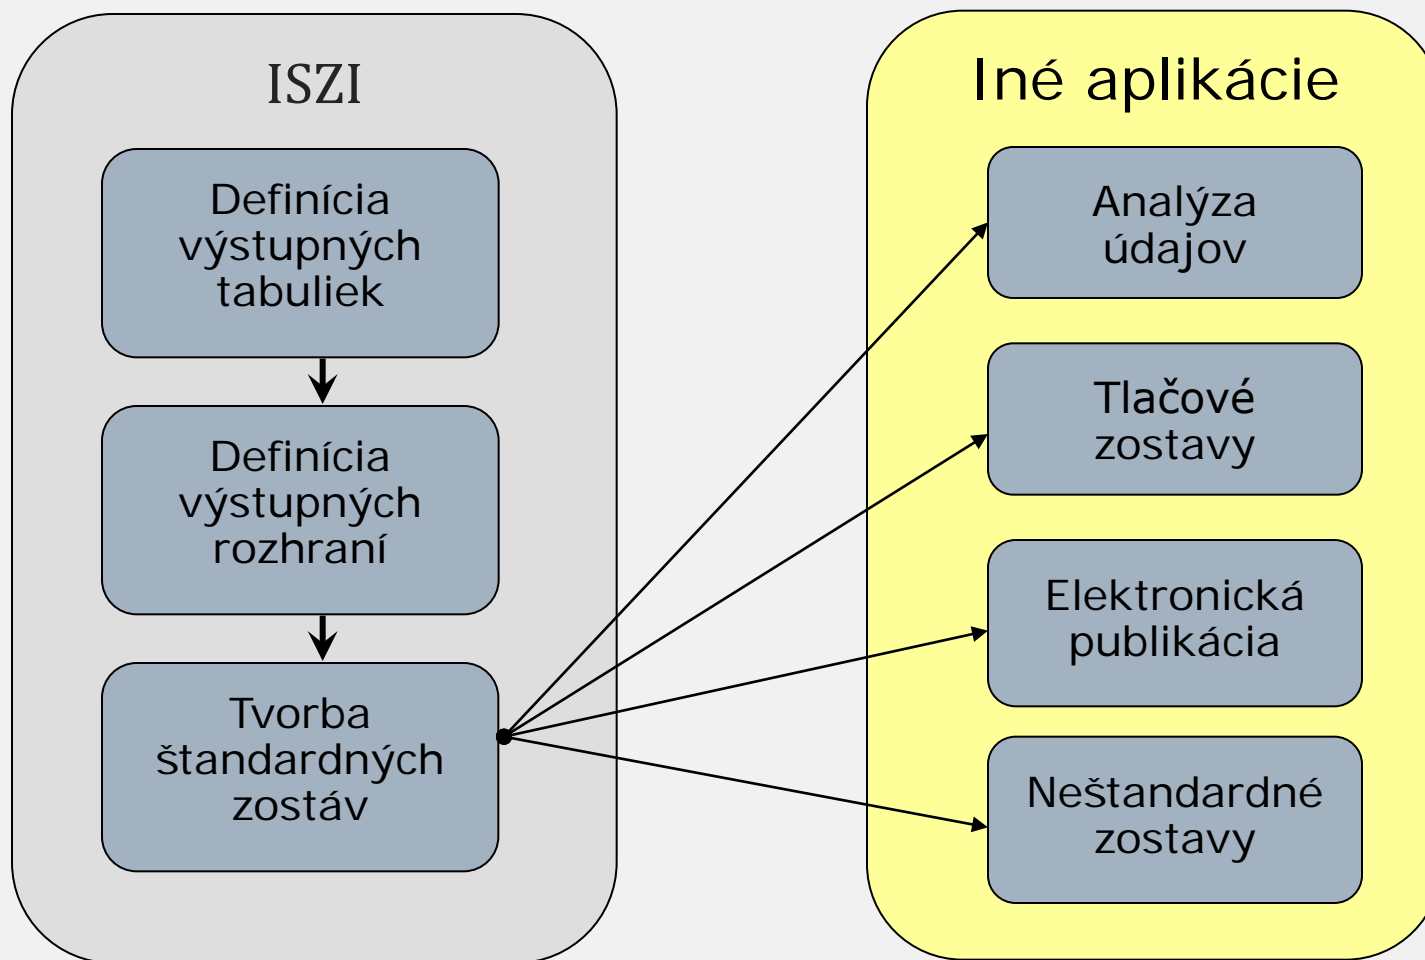 ISZI
Definícia
výstupných
tabuliek
Definícia
výstupných
rozhraní
Tvorba
štandardných
zostáv
Iné aplikácie
Analýza
údajov
Tlačové
zostavy
Elektronická
publikácia
Neštandardné
zostavy